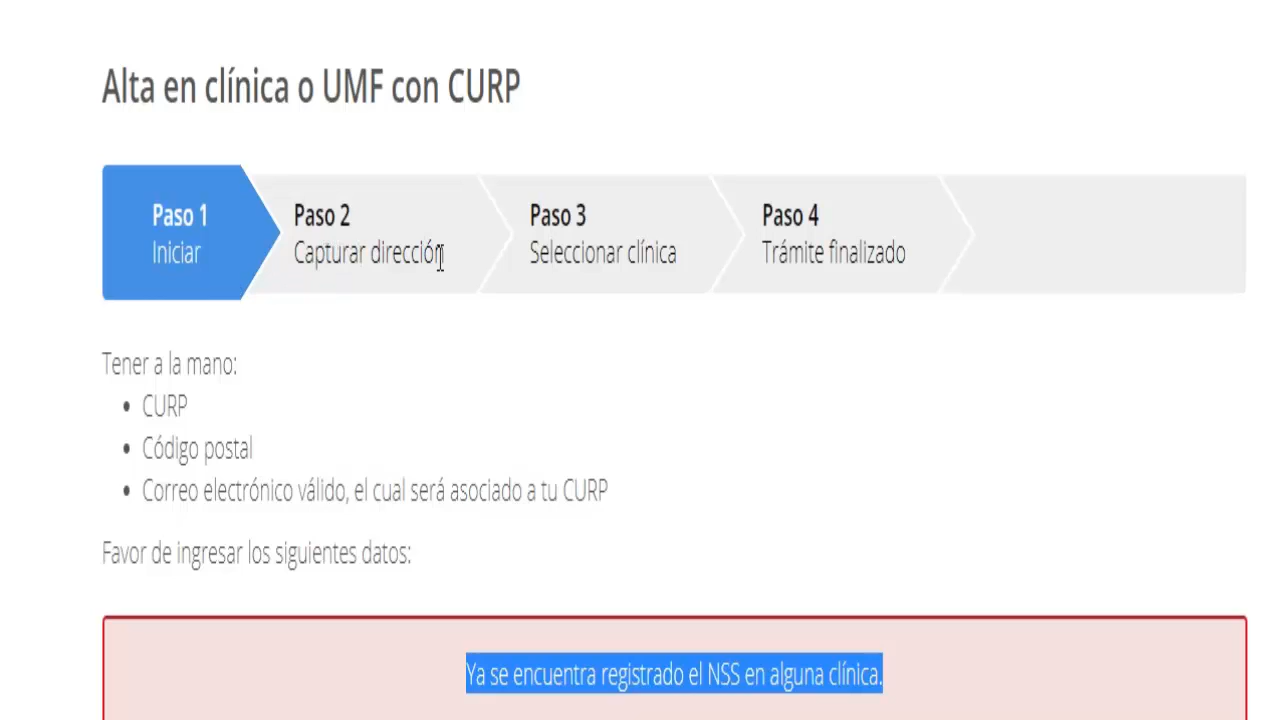 Alta en clínica o UMF con CURP
Paso 1
Iniciar
Paso 2
Capturar dirección
Paso 3
Seleccionar clínica
Paso 4
Trámite finalizado
Tener a la mano:
• CURP
• Código postal
• Correo electrónico válido, el cual será asociado a tu CURP
Favor de ingresar los siguientes datos:
Ya se encuentra registrado el NSS en alguna clínica.